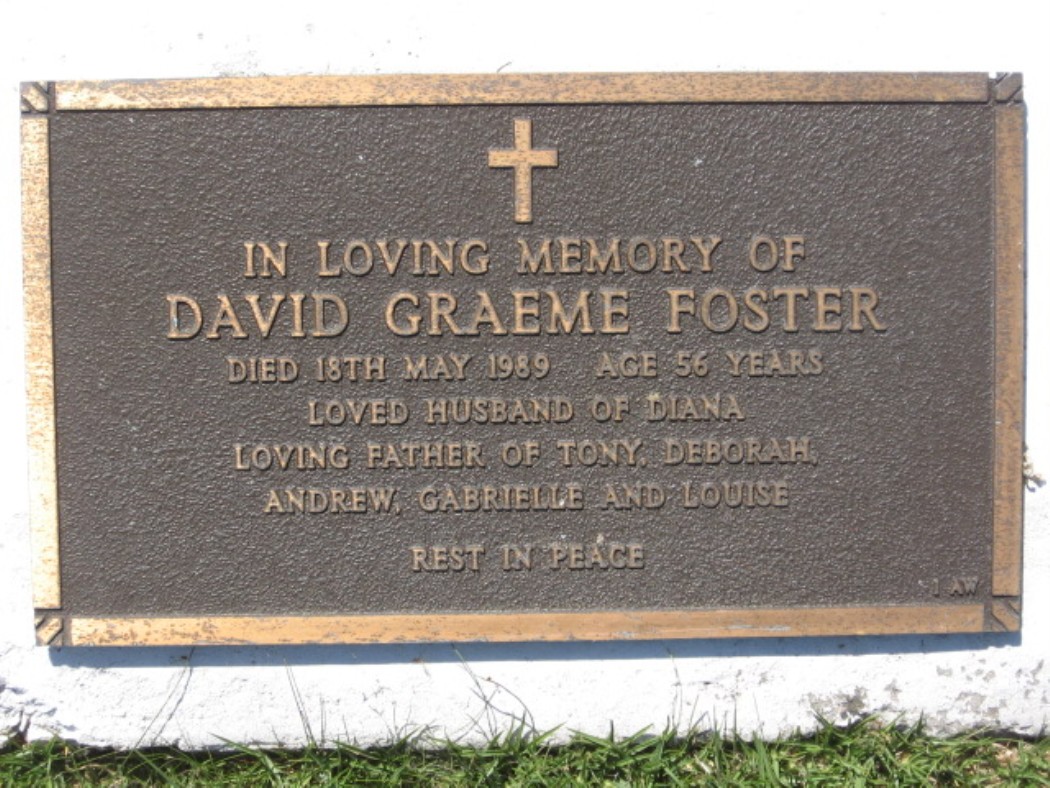 IN LOVING MEMORY OF
DAVID GRAEME FOSTER
DIED 18TH MAY 1989 AGE 56 YEARS
LOVED HUSBAND OF DIANA
LOVING FATHER OF TONY, DEBORAH,
ANDREW, GABRIELLE AND LOUISE
REST IN PEACE
1 AW